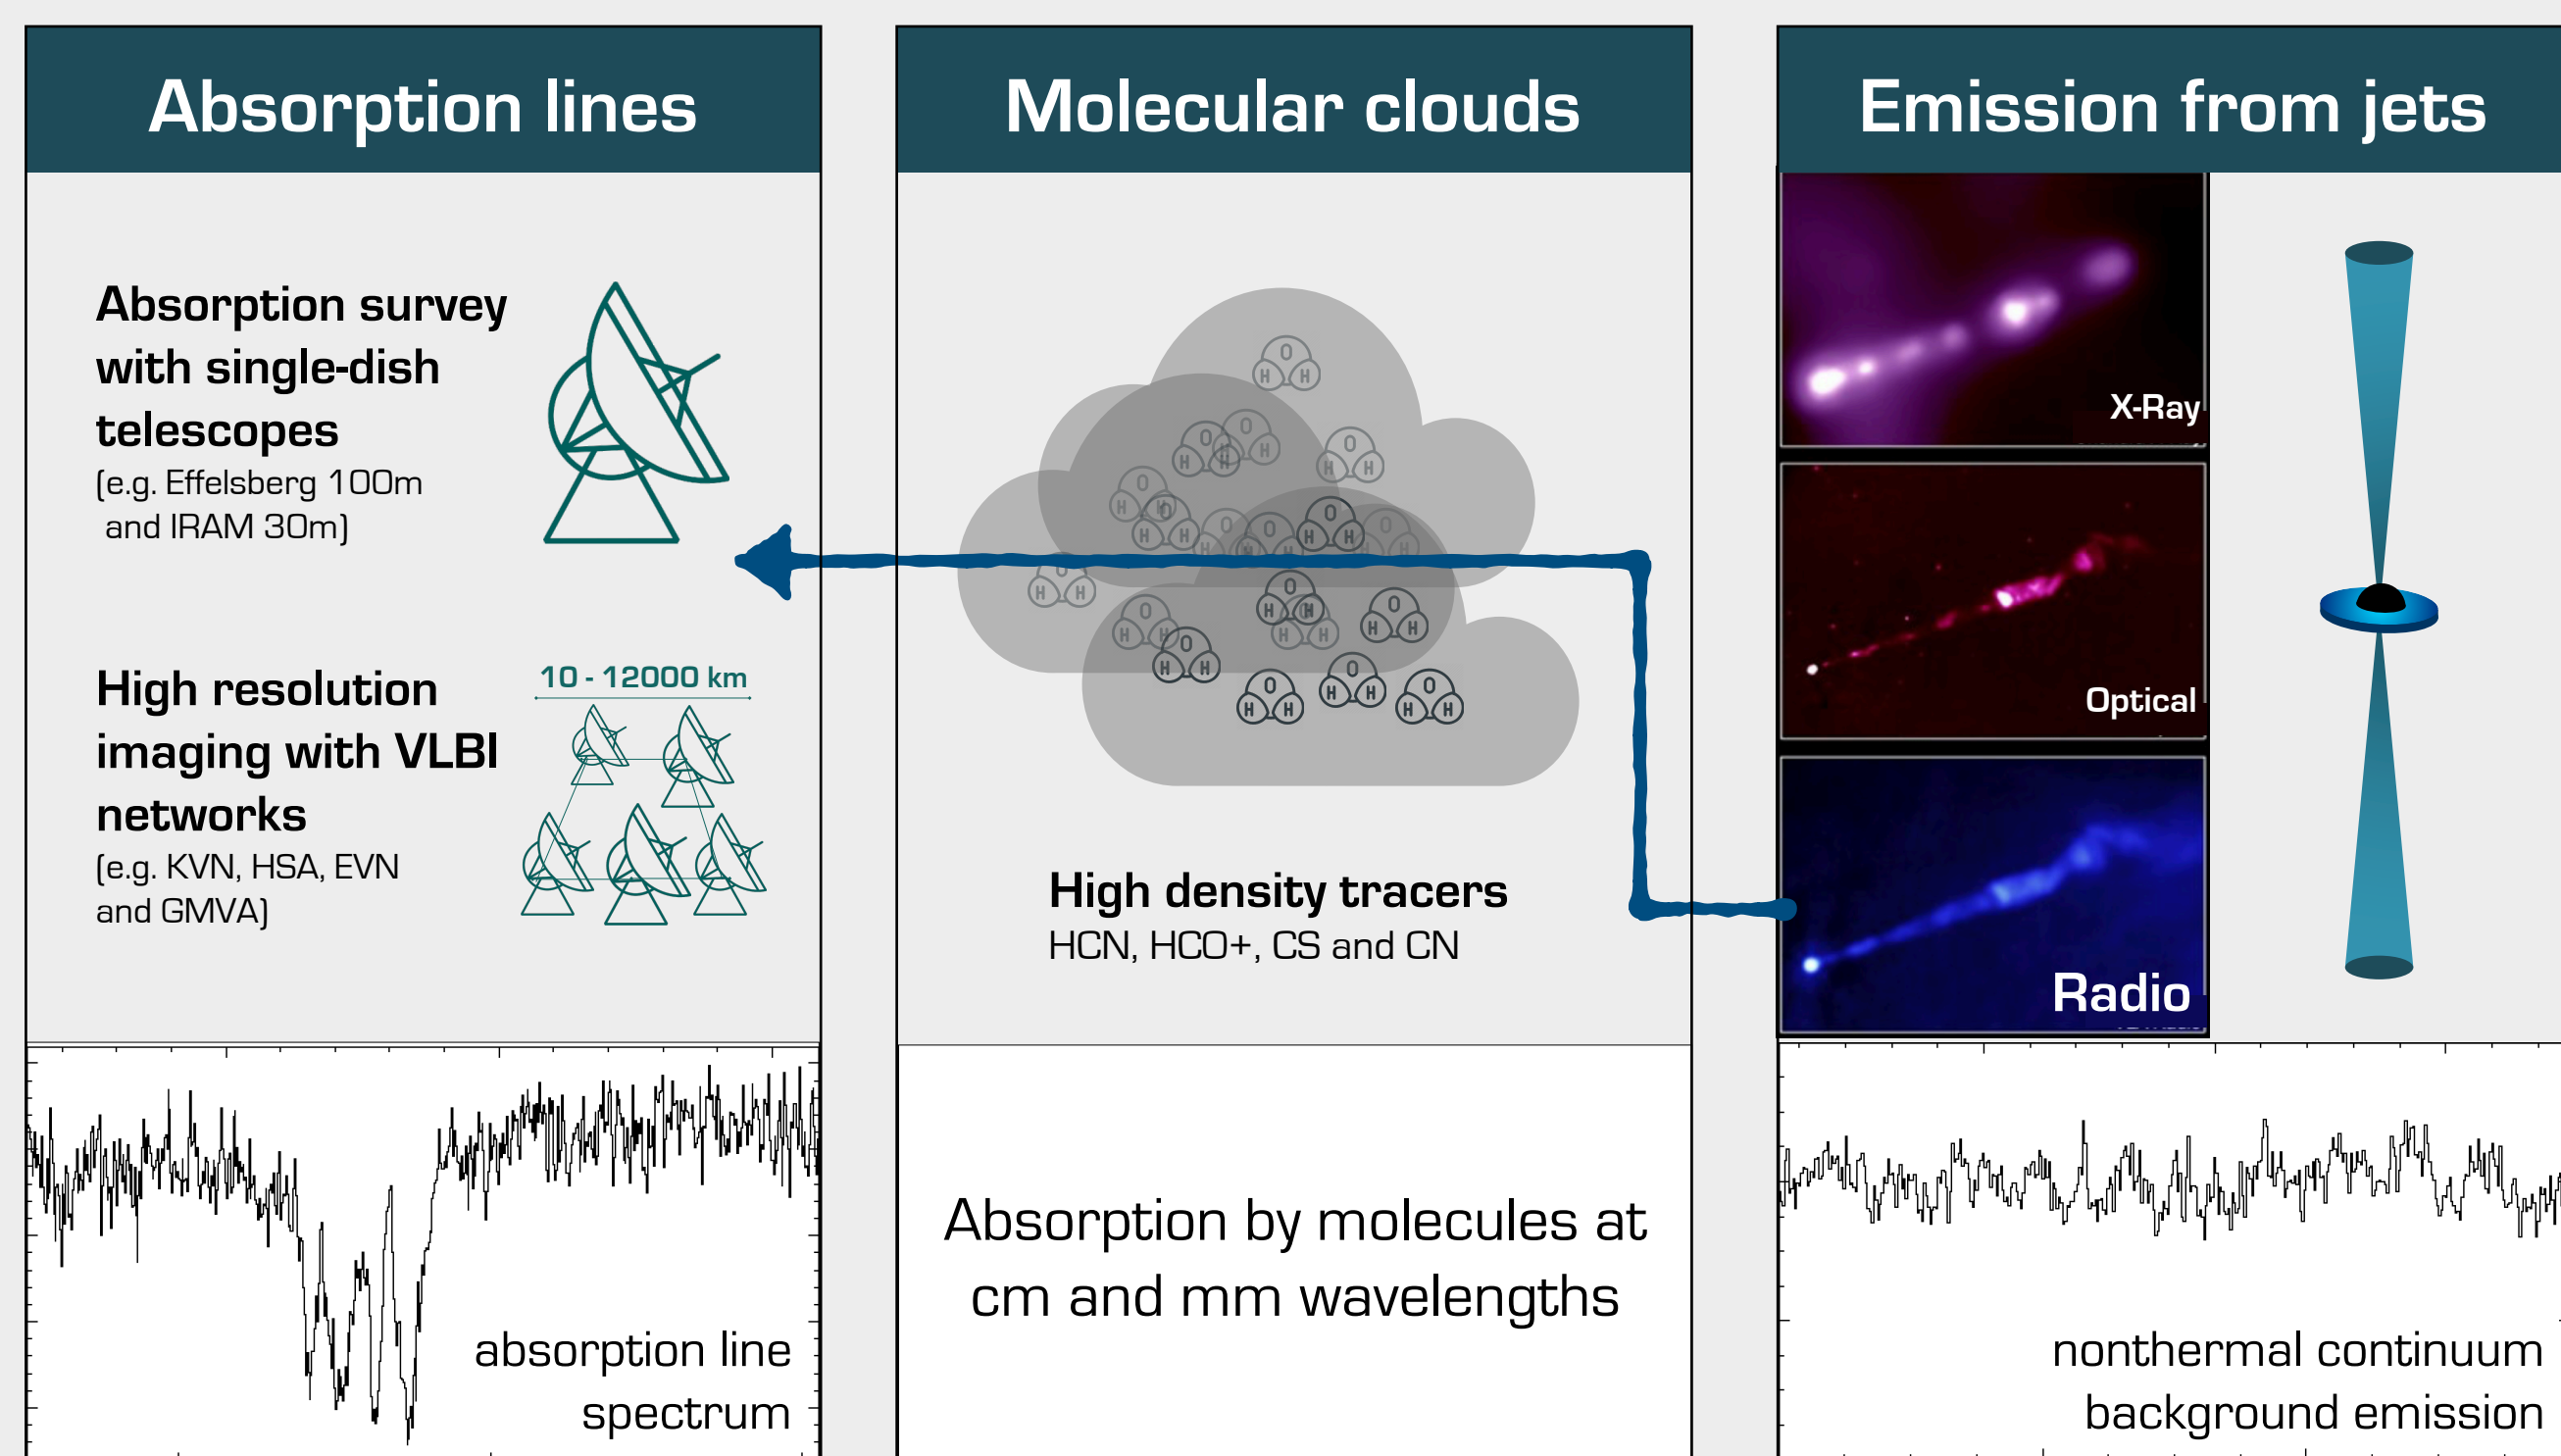 Absorption lines
Absorption survey
with single-dish
telescopes
(e.g. Effelsberg 100m
and IRAM 30m)
High resolution
imaging with VLBI
networks
(e.g. KVN, HSA, EVN
and GMVA)
10 - 12000 km
absorption line
spectrum
Molecular clouds
O
H H
O
H H
O
H H
O
H H
O
H H
O
H H
O
H
O
H
O
H H
O
H
O
H H
O
H H
O
H H
O
H H
O
H H
O
H H
O
H H
O
H H
O
H H
High density tracers
HCN, HCO+, CS and CN
Absorption by molecules at
cm and mm wavelengths
Emission from jets
X-Ray
Optical
Radio
nonthermal continuum
background emission